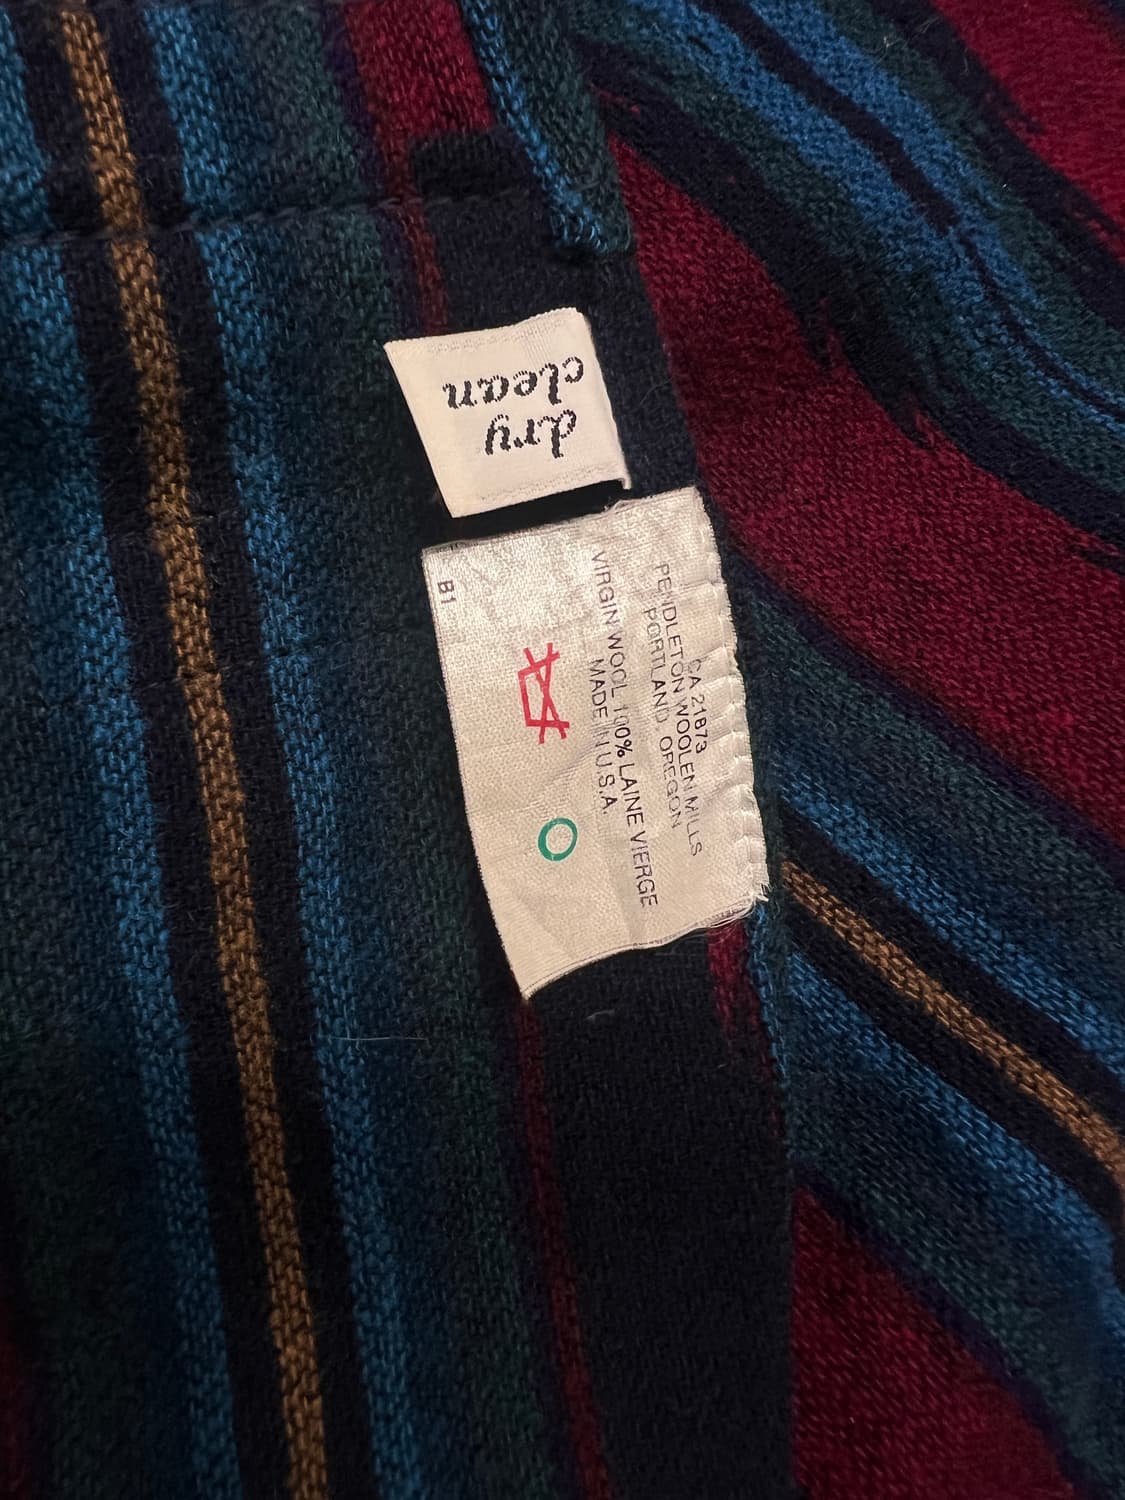 dry
clean
CA 21873
PENDLETON WOOLEN MILLS
PORTLAND, OREGON
VIRGIN WOOL 100% LAINE VIERGE
MADE IN U.S.A.
B1